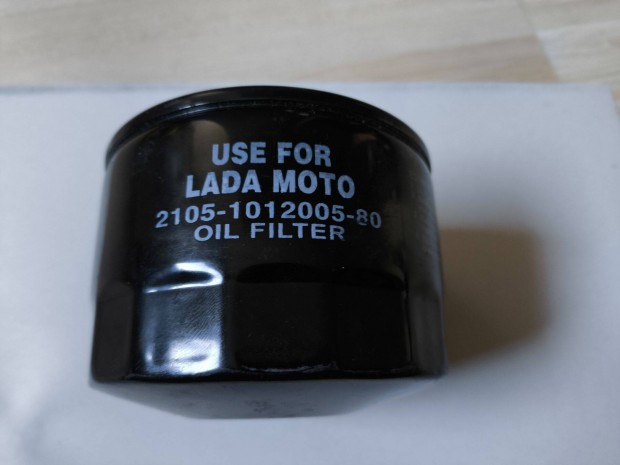 USE FOR
LADA MOTO
2105-1012005-80
OIL FILTER